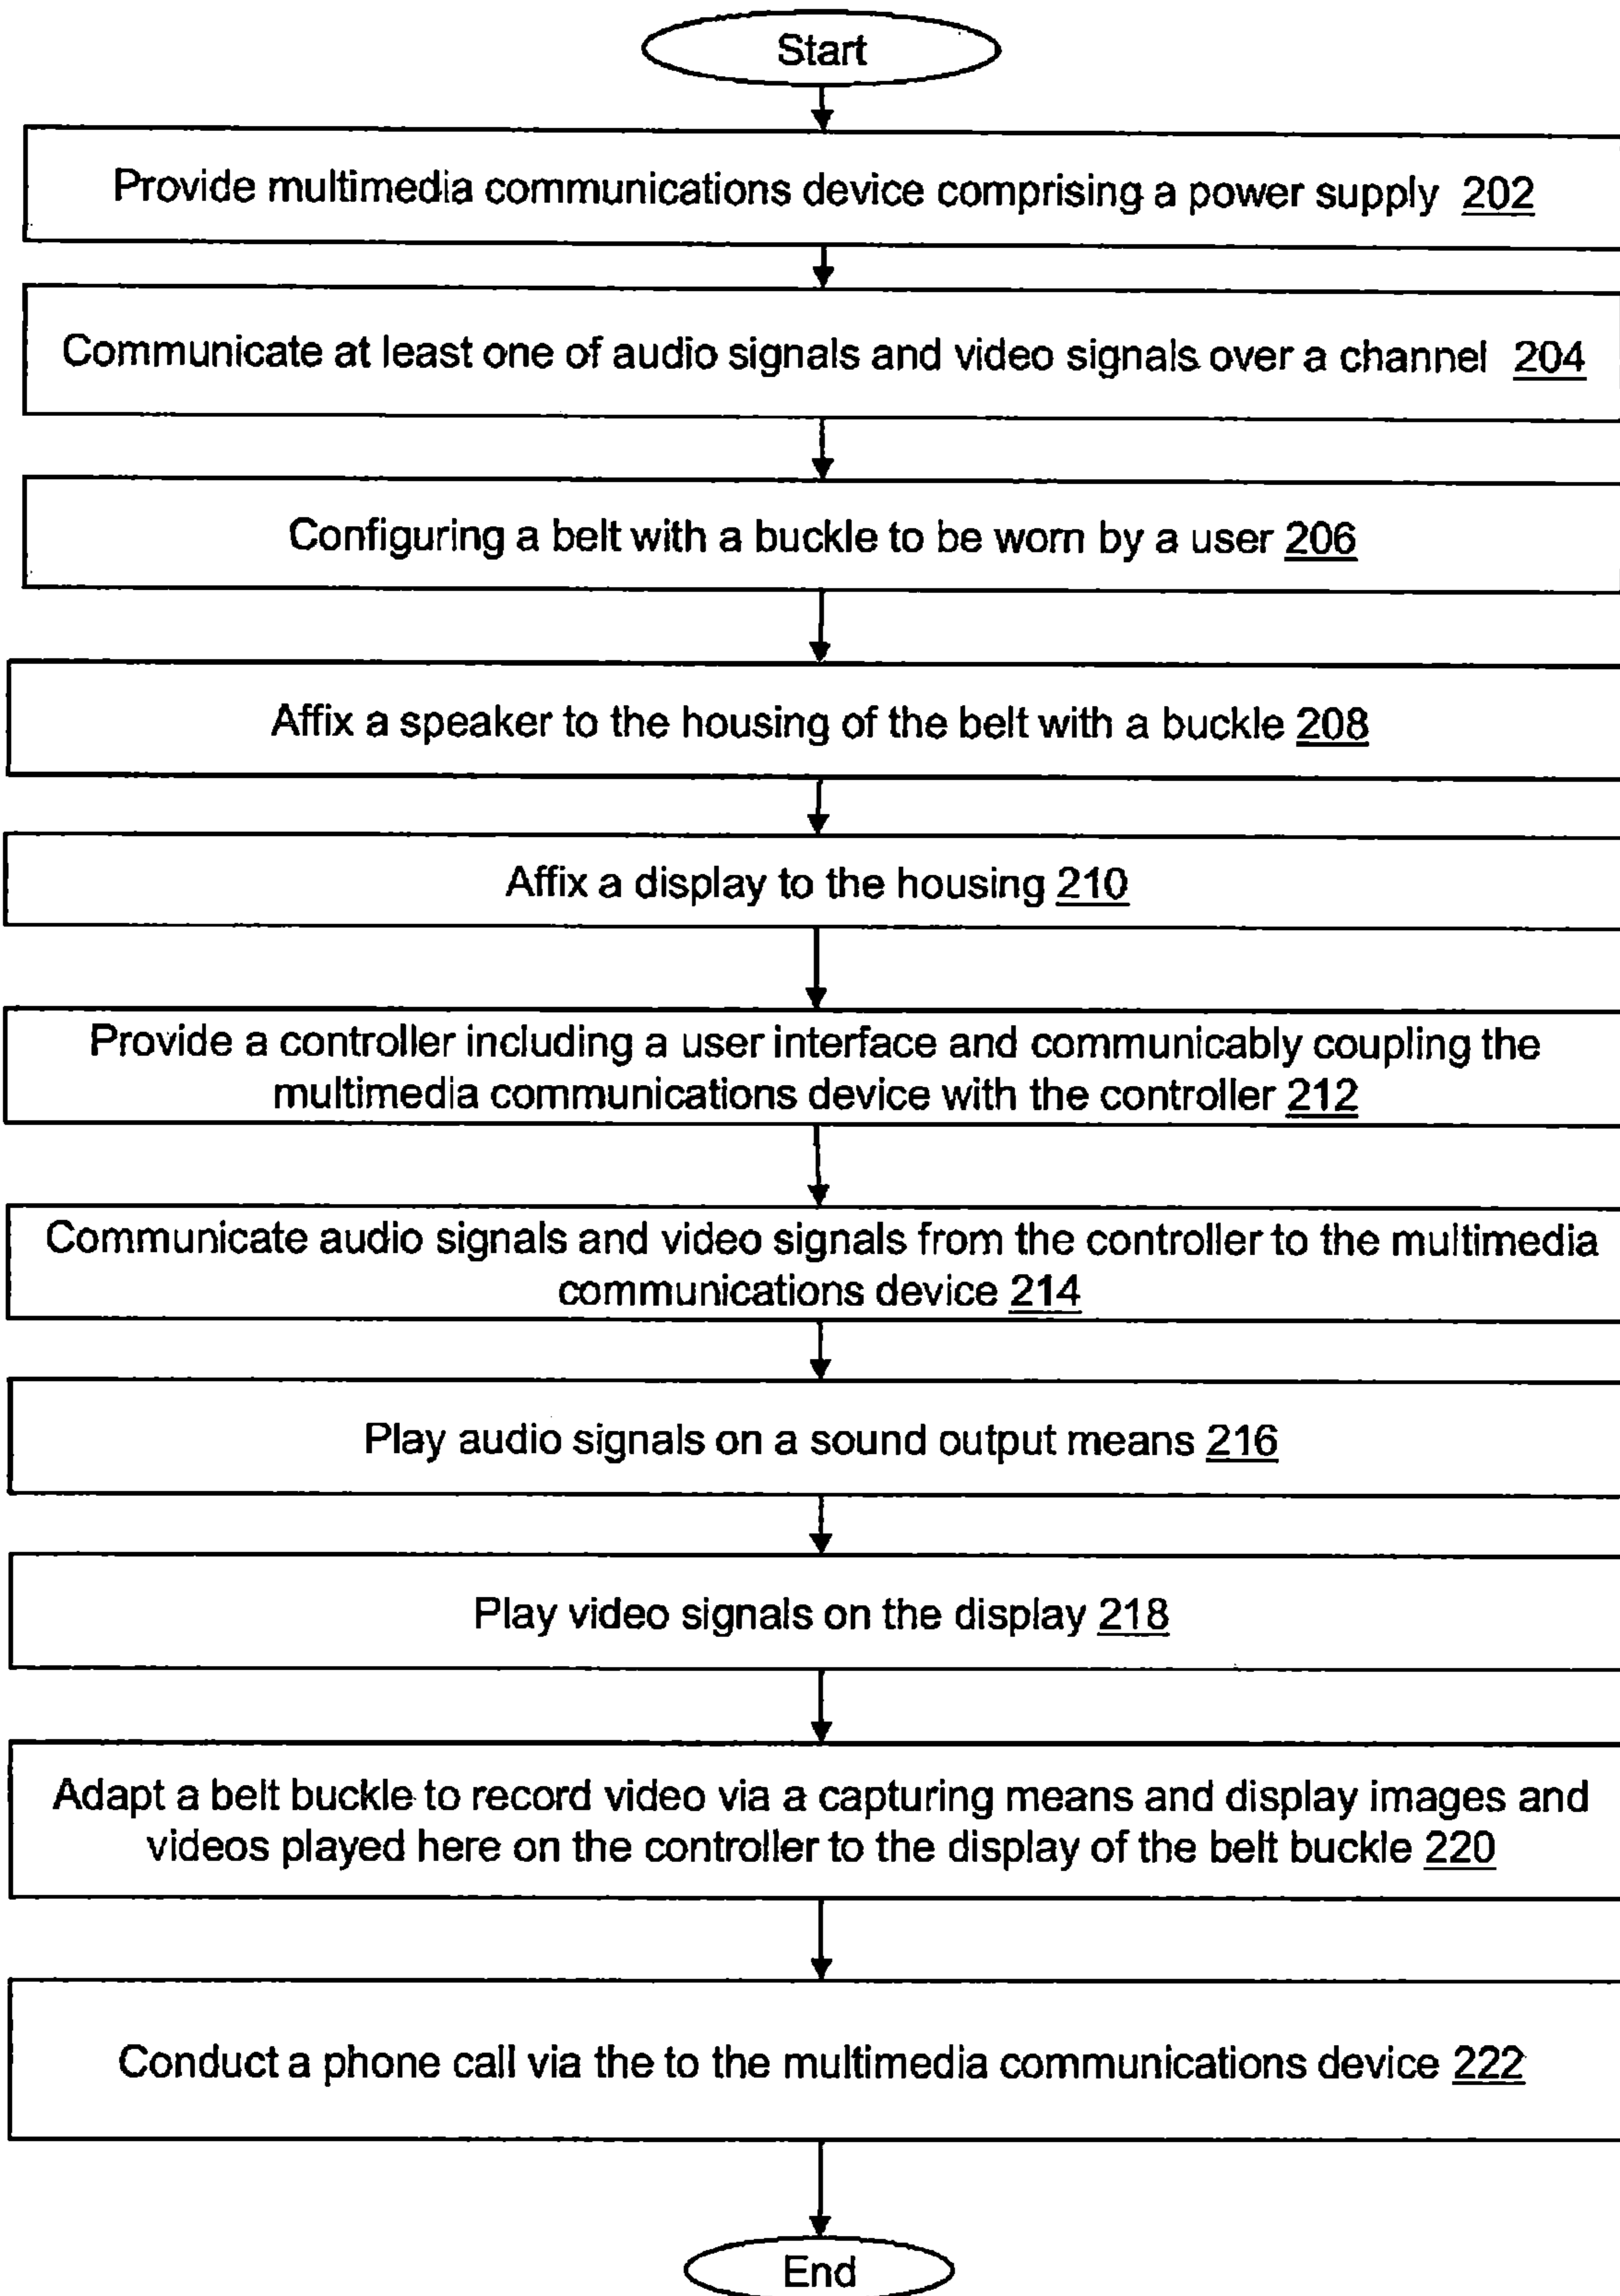 Start
Provide multimedia communications device comprising a power supply 202
Communicate at least one of audio signals and video signals over a channel 204
Configuring a belt with a buckle to be worn by a user 206
Affix a speaker to the housing of the belt with a buckle 208
Affix a display to the housing 210
Provide a controller including a user interface and communicably coupling the
multimedia communications device with the controller 212
Communicate audio signals and video signals from the controller to the multimedia
communications device 214
Play audio signals on a sound output means 216
Play video signals on the display 218
Adapt a belt buckle to record video via a capturing means and display images and
videos played here on the controller to the display of the belt buckle 220
Conduct a phone call via the to the multimedia communications device 222
End